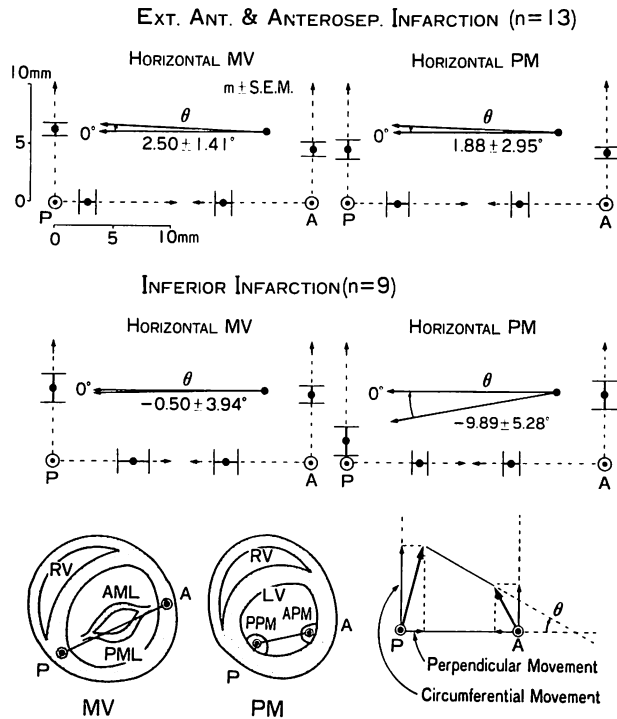 EXT. ANT. & ANTEROSEP. INFARCTION (n=13)
HORIZONTAL MV
HORIZONTAL PM
10mm
5
0
m±S.E.M.
0°
θ
2.50±1.41°
0°
θ
1.88±2.95°
P
A
P
A
0
5
10mm
INFERIOR INFARCTION (n=9)
HORIZONTAL MV
HORIZONTAL PM
0°
θ
-0.50±3.94°
0°
θ
-9.89±5.28°
P
A
P
A
RV
AML
PML
A
P
MV
RV
LV
PPM
APM
A
P
PM
P
A
θ
Perpendicular Movement
Circumferential Movement